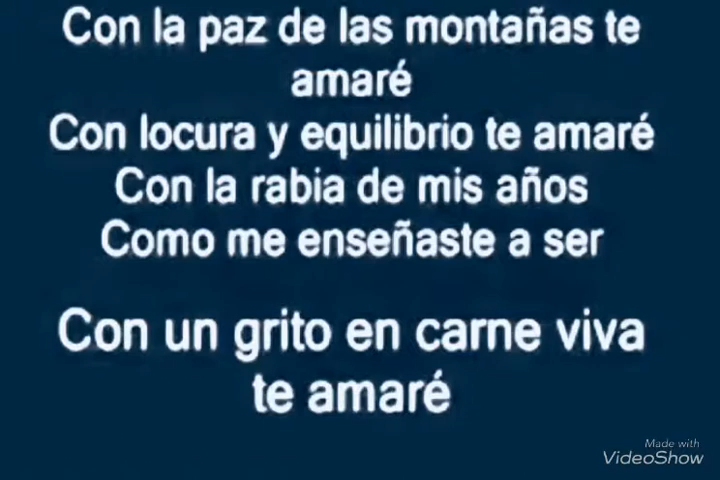 Con la paz de las montañas te
amaré
Con locura y equilibrio te amaré
Con la rabia de mis años
Como me enseñaste a ser
Con un grito en carne viva
te amaré
Made with
VideoShow